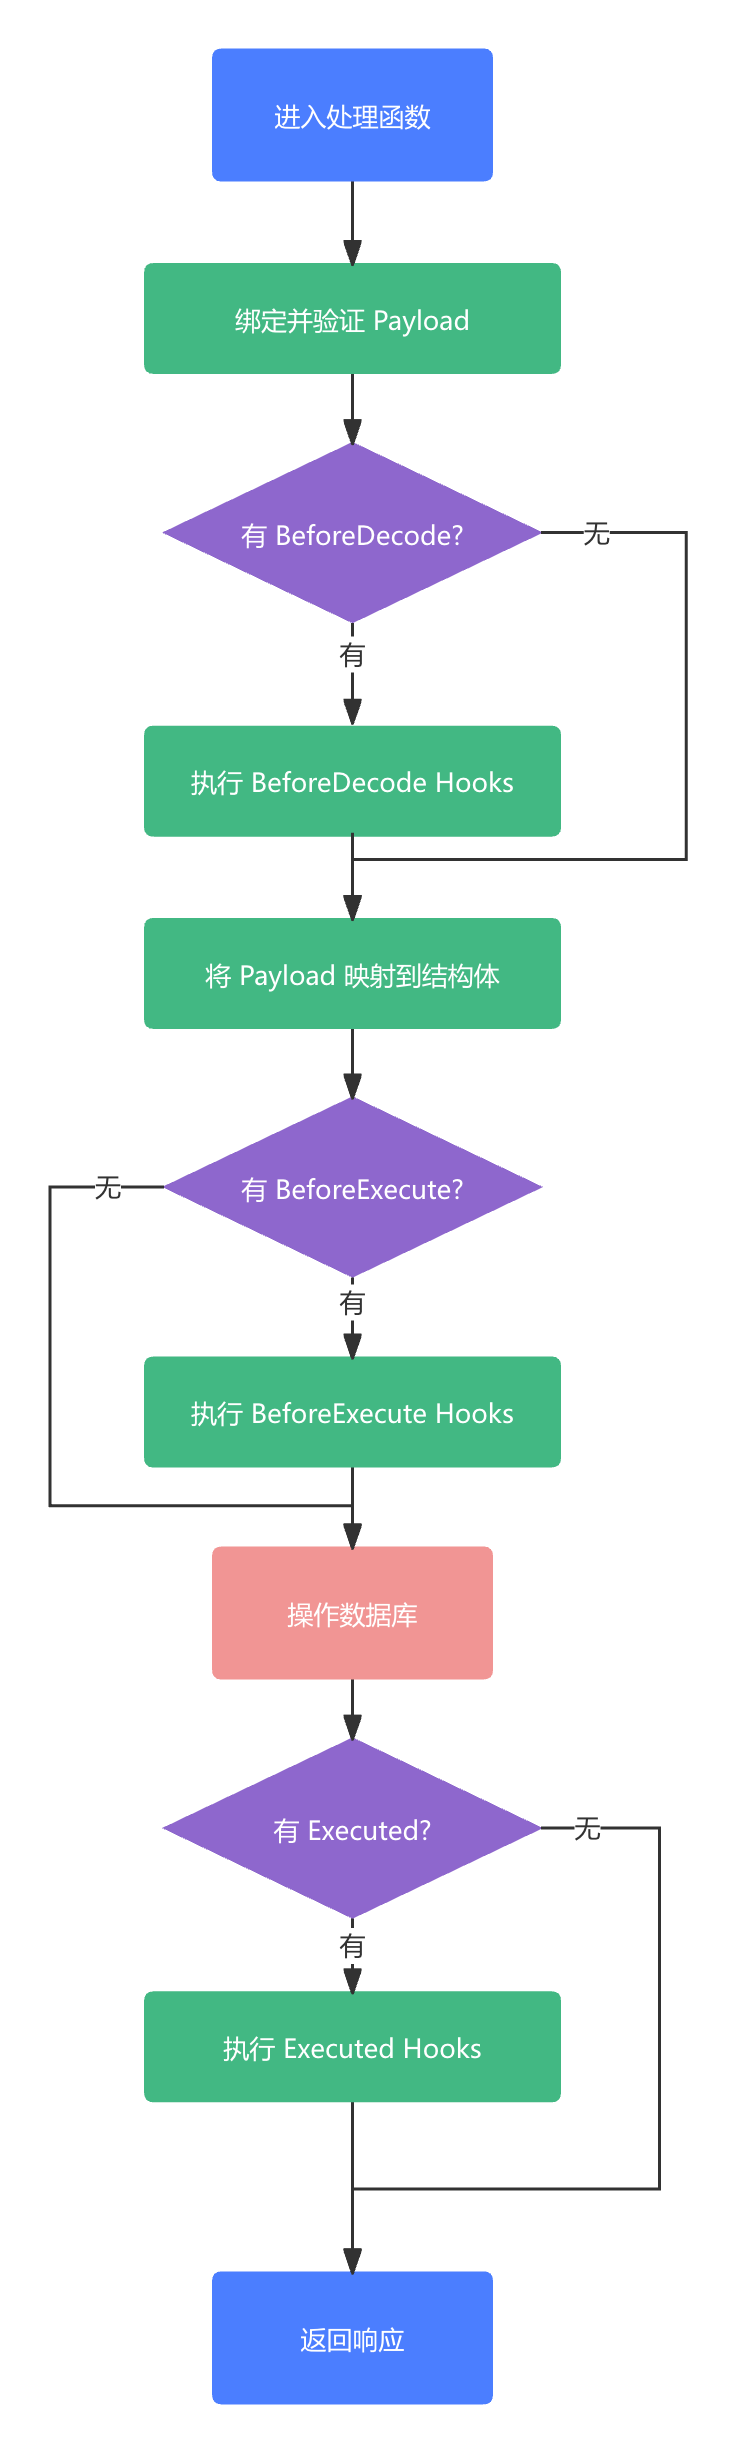 进入处理函数
绑定并验证 Payload
有 BeforeDecode?
无
有
执行 BeforeDecode Hooks
将 Payload 映射到结构体
无
有 BeforeExecute?
有
执行 BeforeExecute Hooks
操作数据库
有 Executed?
无
有
执行 Executed Hooks
返回响应